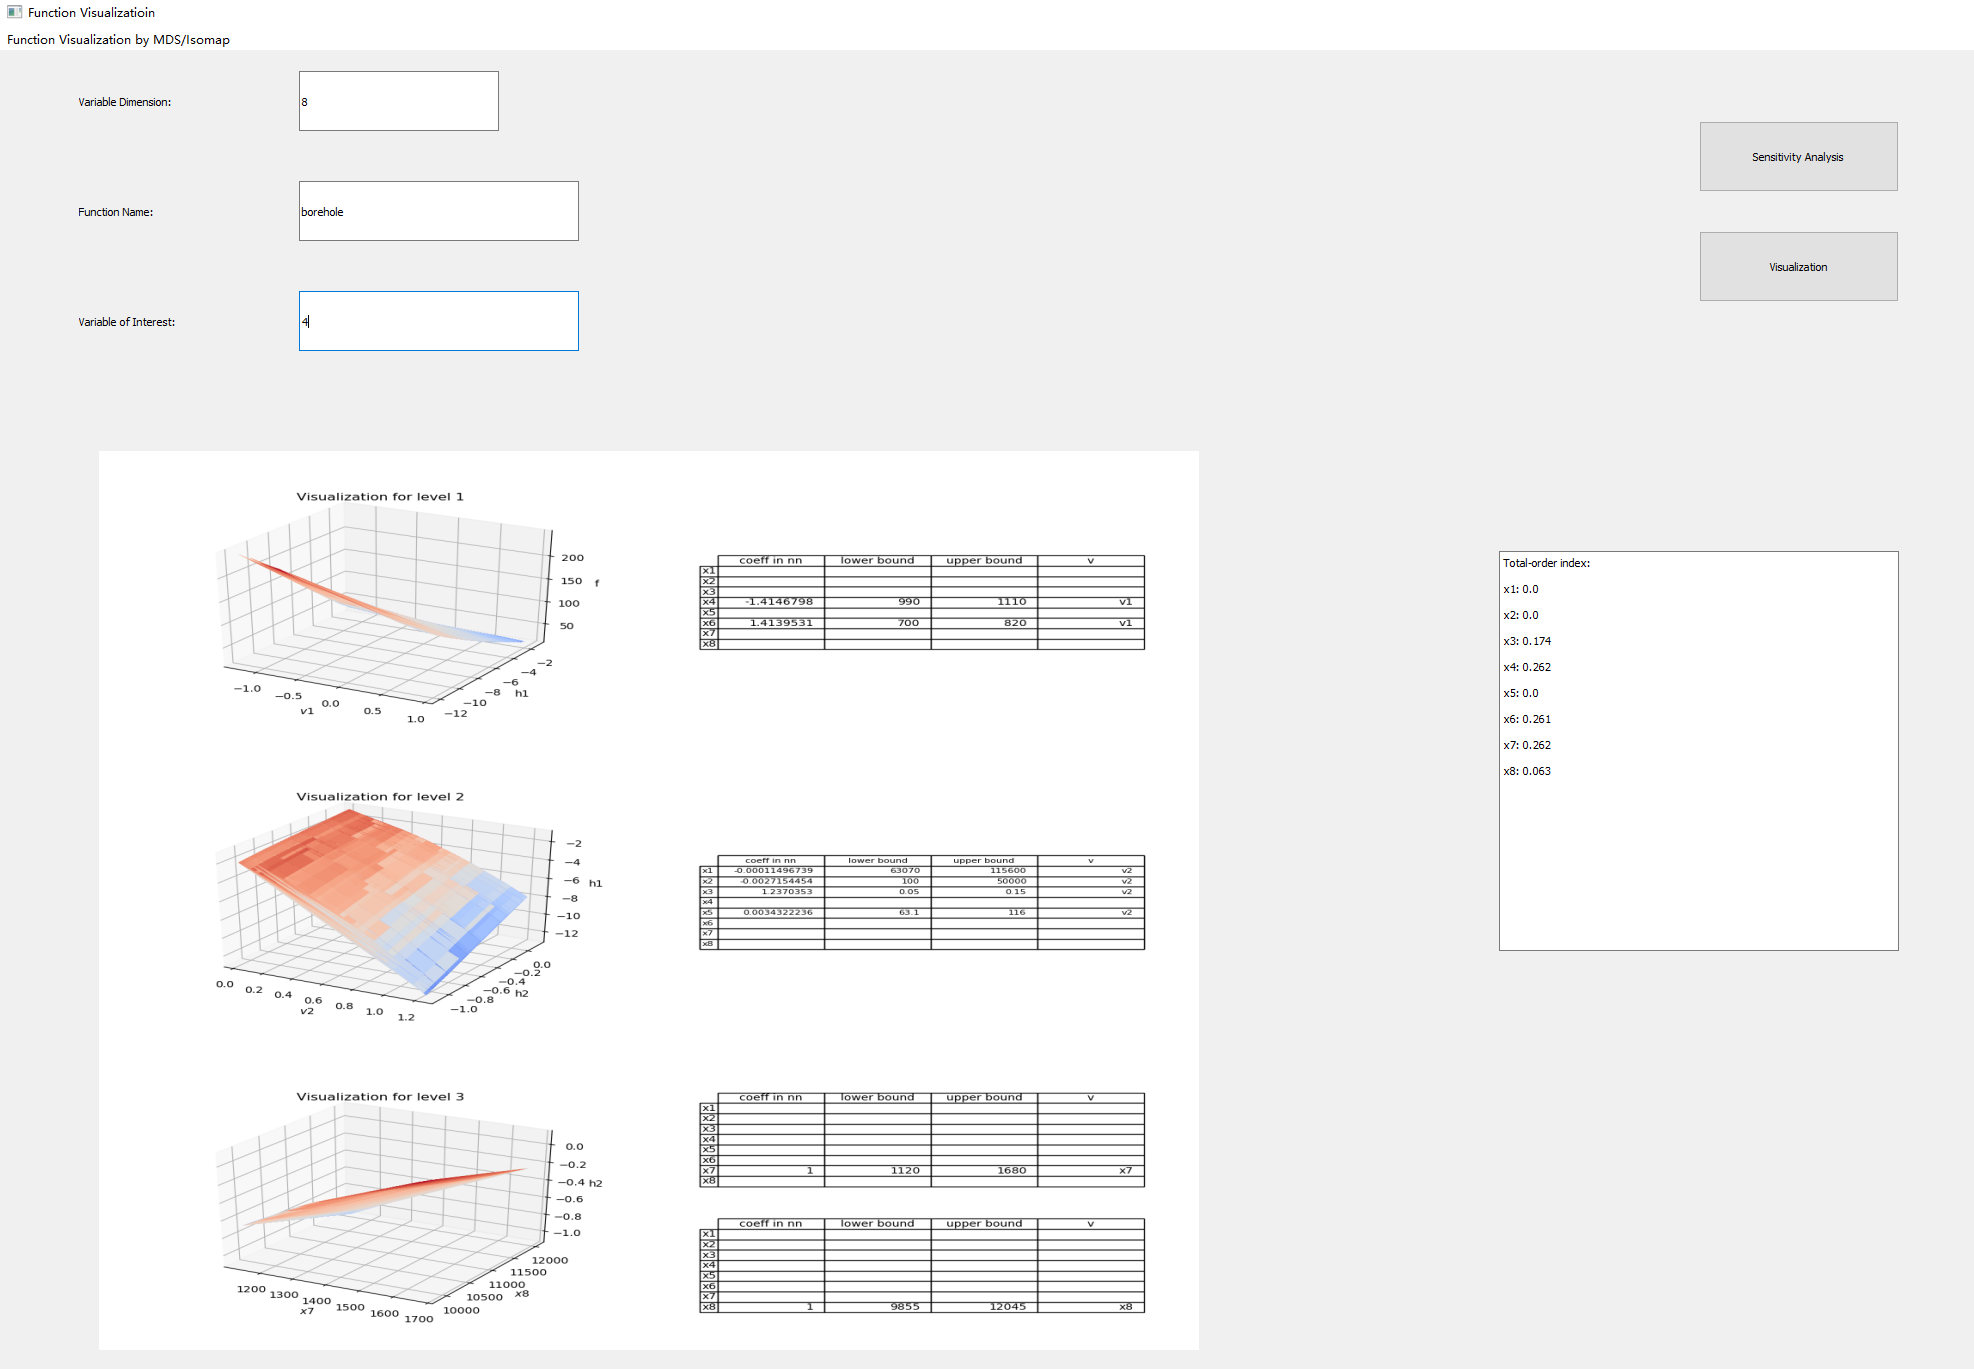 Function Visualizatioin
Function Visualization by MDS/Isomap
Variable Dimension:
8
Sensitivity Analysis
Function Name:
borehole
Visualization
Variable of Interest:
4
Visualization for level 1
200
150
100
50
f
−1.0
−0.5
0.0
0.5
1.0
v1
−2
−4
−6
−8
−10
−12
h1
coeff in nn lower bound upper bound v
x1
x2
x3
x4 -1.4146798 990 1110 v1
x5
x6 1.4139531 700 820 v1
x7
x8
Visualization for level 2
−2
−4
−6
−8
−10
−12
h1
0.0
0.2
0.4
0.6
0.8
1.0
1.2
v2
0.0
−0.2
−0.4
−0.6
−0.8
−1.0
h2
coeff in nn lower bound upper bound v
x1 -0.00011496739 63070 115600 v2
x2 -0.0027154454 100 50000 v2
x3 1.2370353 0.05 0.15 v2
x4
x5 0.0034322236 63.1 116 v2
x6
x7
x8
Visualization for level 3
0.0
−0.2
−0.4
−0.6
−0.8
−1.0
h2
1200
1300
1400
1500
1600
1700
x7
12000
11500
11000
10500
10000
x8
coeff in nn lower bound upper bound v
x1
x2
x3
x4
x5
x6
x7 1 1120 1680 x7
x8
coeff in nn lower bound upper bound v
x1
x2
x3
x4
x5
x6
x7
x8 1 9855 12045 x8
Total-order index:
x1: 0.0
x2: 0.0
x3: 0.174
x4: 0.262
x5: 0.0
x6: 0.261
x7: 0.262
x8: 0.063